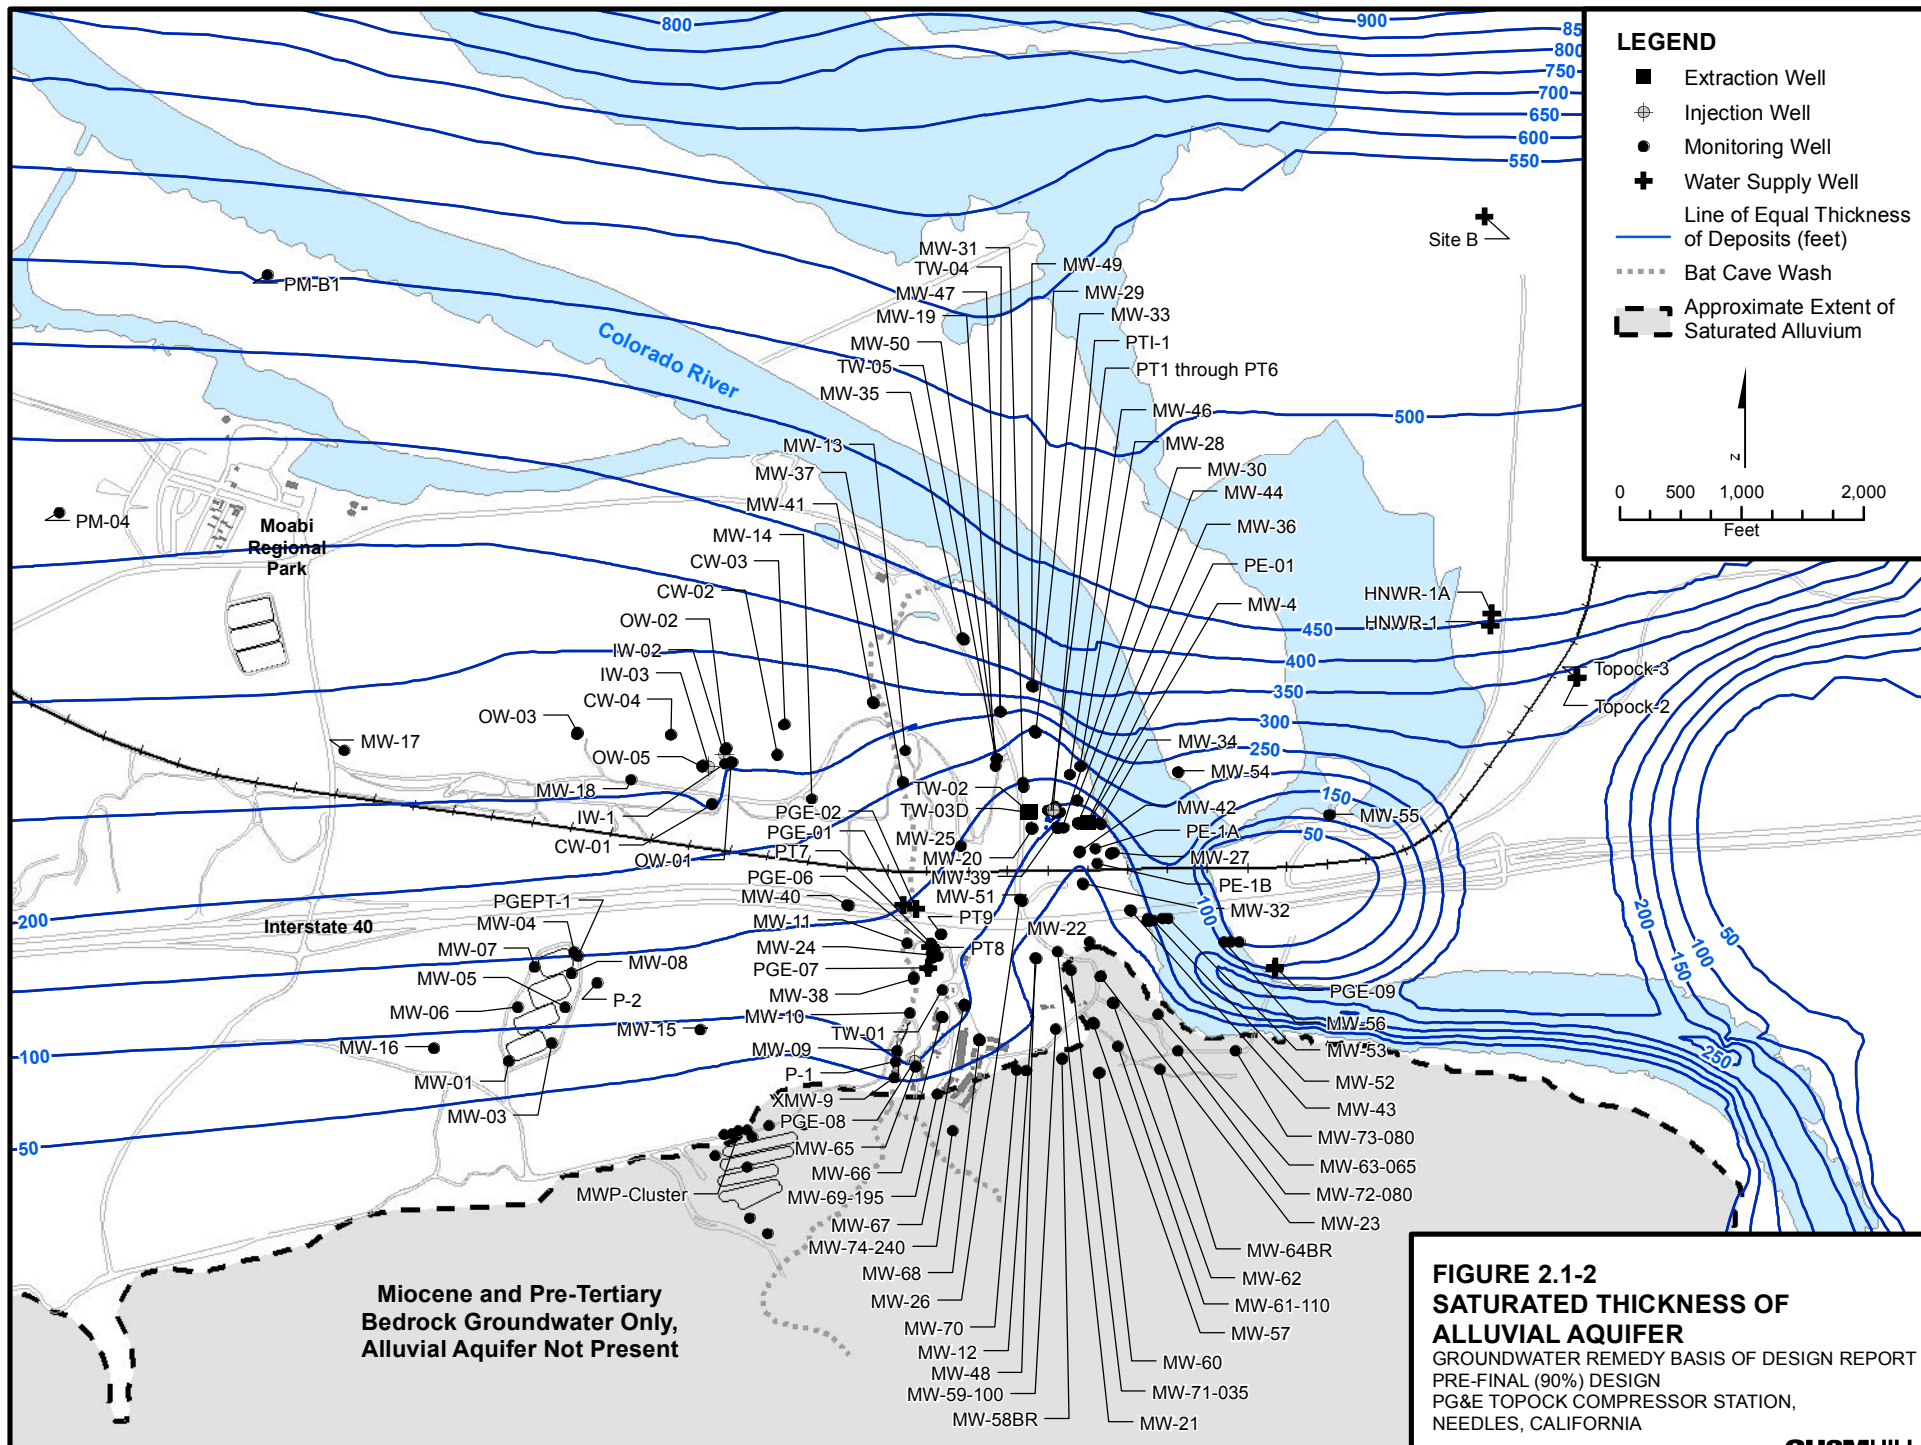 800
900
85
800
750
700
650
600
550
LEGEND
Extraction Well
Injection Well
Monitoring Well
Water Supply Well
Line of Equal Thickness
of Deposits (feet)
Bat Cave Wash
Approximate Extent of
Saturated Alluvium
Z
0 500 1,000 2,000
Feet
Site B
PM-B1
Colorado River
MW-31
TW-04
MW-47
MW-19
MW-50
TW-05
MW-35
MW-49
MW-29
MW-33
PTI-1
PT1 through PT6
MW-46
MW-28
MW-30
MW-44
MW-36
PE-01
MW-4
500
MW-13
MW-37
MW-41
MW-14
CW-03
CW-02
OW-02
IW-02
IW-03
CW-04
OW-03
PM-04
Moabi
Regional
Park
HNWR-1A
HNWR-1
450
400
350
300
250
150
50
Topock-3
Topock-2
MW-17
OW-05
MW-18
IW-1
CW-01
OW-01
MW-34
MW-54
MW-42
MW-55
PE-1A
MW-27
PE-1B
MW-32
TW-02
TW-03D
PGE-02
PGE-01
PT7
PGE-06
MW-40
MW-11
MW-24
PGE-07
MW-38
MW-10
TW-01
MW-09
P-1
XMW-9
PGE-08
MW-65
MW-66
MW-69-195
MW-67
MW-74-240
MW-68
MW-26
MW-70
MW-12
MW-48
MW-59-100
MW-58BR
MW-25
MW-20
MW-39
MW-51
PT9
PT8
MW-22
200
Interstate 40
PGEPT-1
MW-04
MW-07
MW-05
MW-08
MW-06
P-2
MW-15
100
MW-16
MW-01
MW-03
50
MWP-Cluster
100
PGE-09
MW-56
MW-53
MW-52
MW-43
MW-73-080
MW-63-065
MW-72-080
MW-23
MW-64BR
MW-62
MW-61-110
MW-57
MW-60
MW-71-035
MW-21
200
150
100
50
250
Miocene and Pre-Tertiary
Bedrock Groundwater Only,
Alluvial Aquifer Not Present
FIGURE 2.1-2
SATURATED THICKNESS OF
ALLUVIAL AQUIFER
GROUNDWATER REMEDY BASIS OF DESIGN REPORT
PRE-FINAL (90%) DESIGN
PG&E TOPOCK COMPRESSOR STATION,
NEEDLES, CALIFORNIA